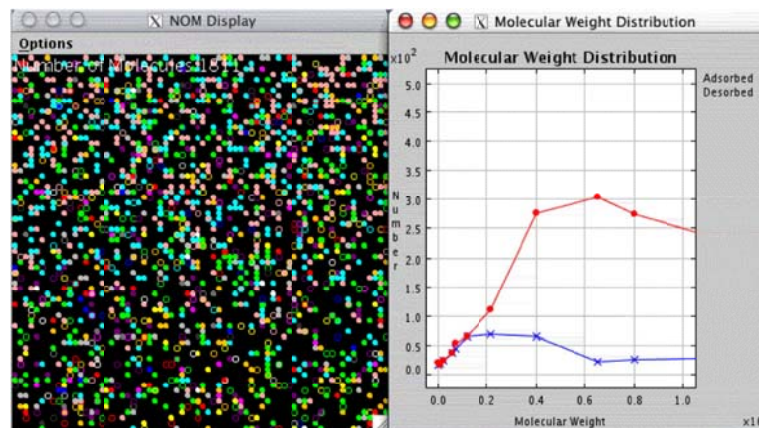 NOM Display
Options
Number of Molecules:1811
Molecular Weight Distribution
x10²
Molecular Weight Distribution
Adsorbed
Desorbed
5.0
4.5
4.0
3.5
3.0
2.5
2.0
1.5
1.0
0.5
0.0
Number
0.0
0.2
0.4
0.6
0.8
1.0
Molecular Weight